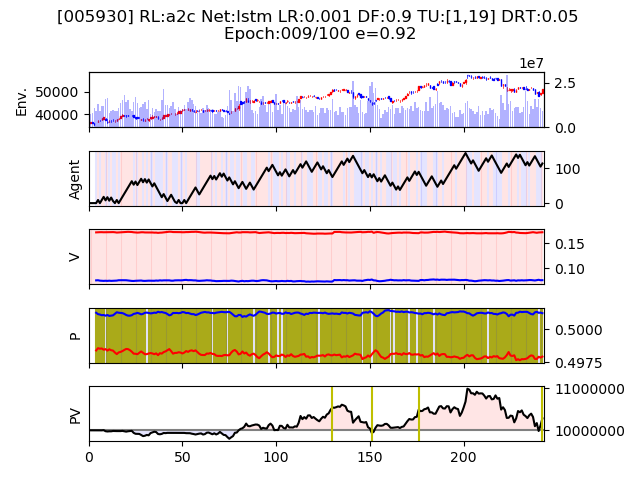 [005930] RL:a2c Net:lstm LR:0.001 DF:0.9 TU:[1,19] DRT:0.05
Epoch:009/100 e=0.92
1e7
Env.
50000
40000
2.5
0.0
Agent
100
0
V
0.15
0.10
P
0.5000
0.4975
PV
11000000
10000000
0 50 100 150 200